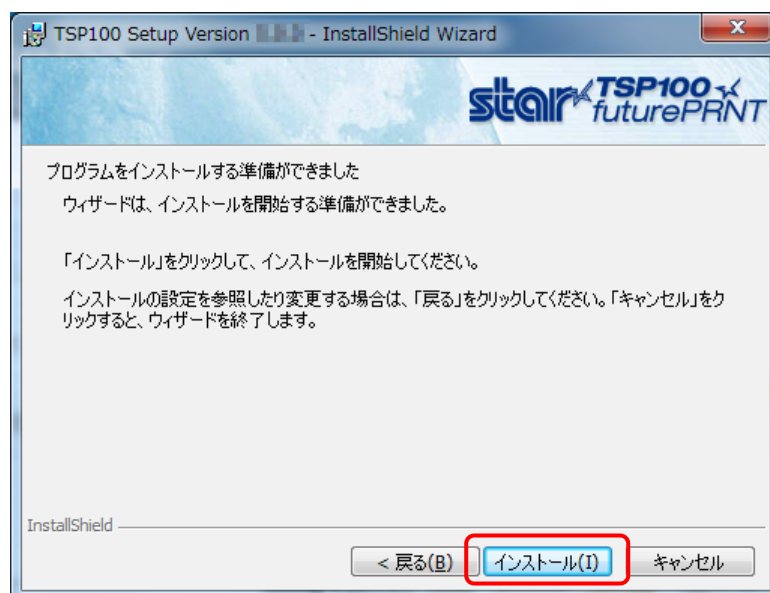 TSP100 Setup Version - InstallShield Wizard
star TSP100
futurePRNT
プログラムをインストールする準備ができました
ウィザードは、インストールを開始する準備ができました。
「インストール」をクリックして、インストールを開始してください。
インストールの設定を参照したり変更する場合は、「戻る」をクリックしてください。「キャンセル」をク
リックすると、ウィザードを終了します。
InstallShield
< 戻る(B) インストール(I) キャンセル